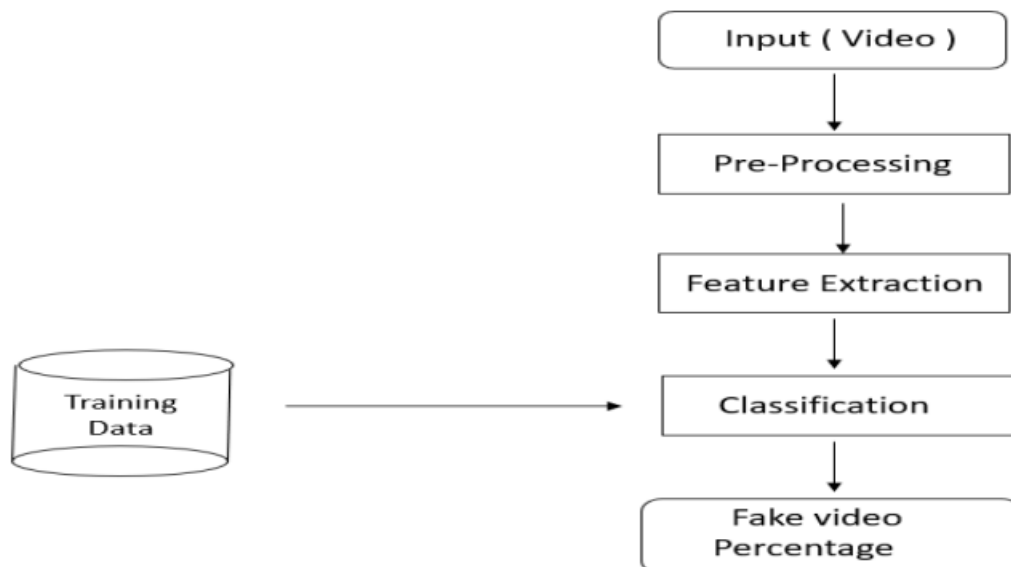 Input ( Video )
Pre-Processing
Feature Extraction
Training
Data
Classification
Fake video
Percentage